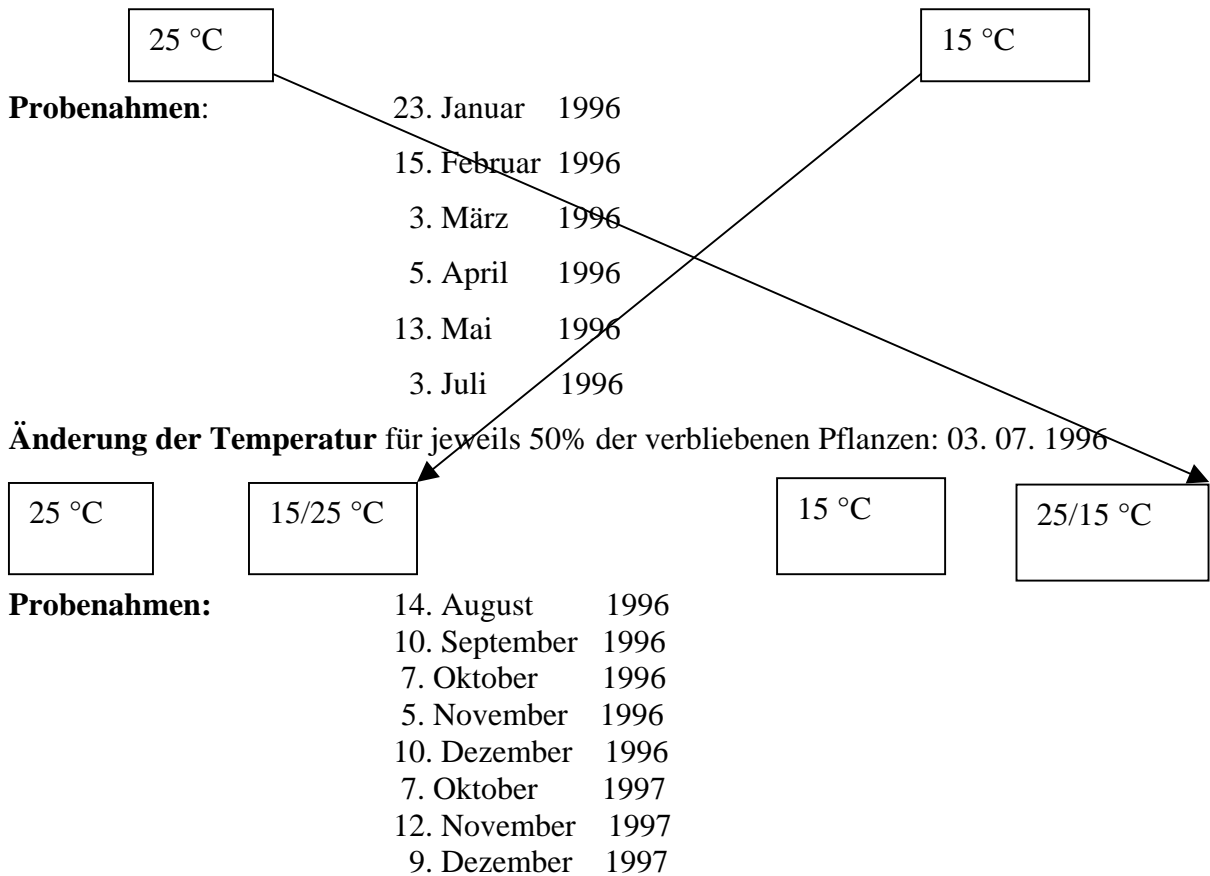 25 °C 15 °C
Probenahmen: 23. Januar 1996
15. Februar 1996
3. März 1996
5. April 1996
13. Mai 1996
3. Juli 1996
Änderung der Temperatur für jeweils 50% der verbliebenen Pflanzen: 03. 07. 1996
25 °C 15/25 °C 15 °C 25/15 °C
Probenahmen: 14. August 1996
10. September 1996
7. Oktober 1996
5. November 1996
10. Dezember 1996
7. Oktober 1997
12. November 1997
9. Dezember 1997